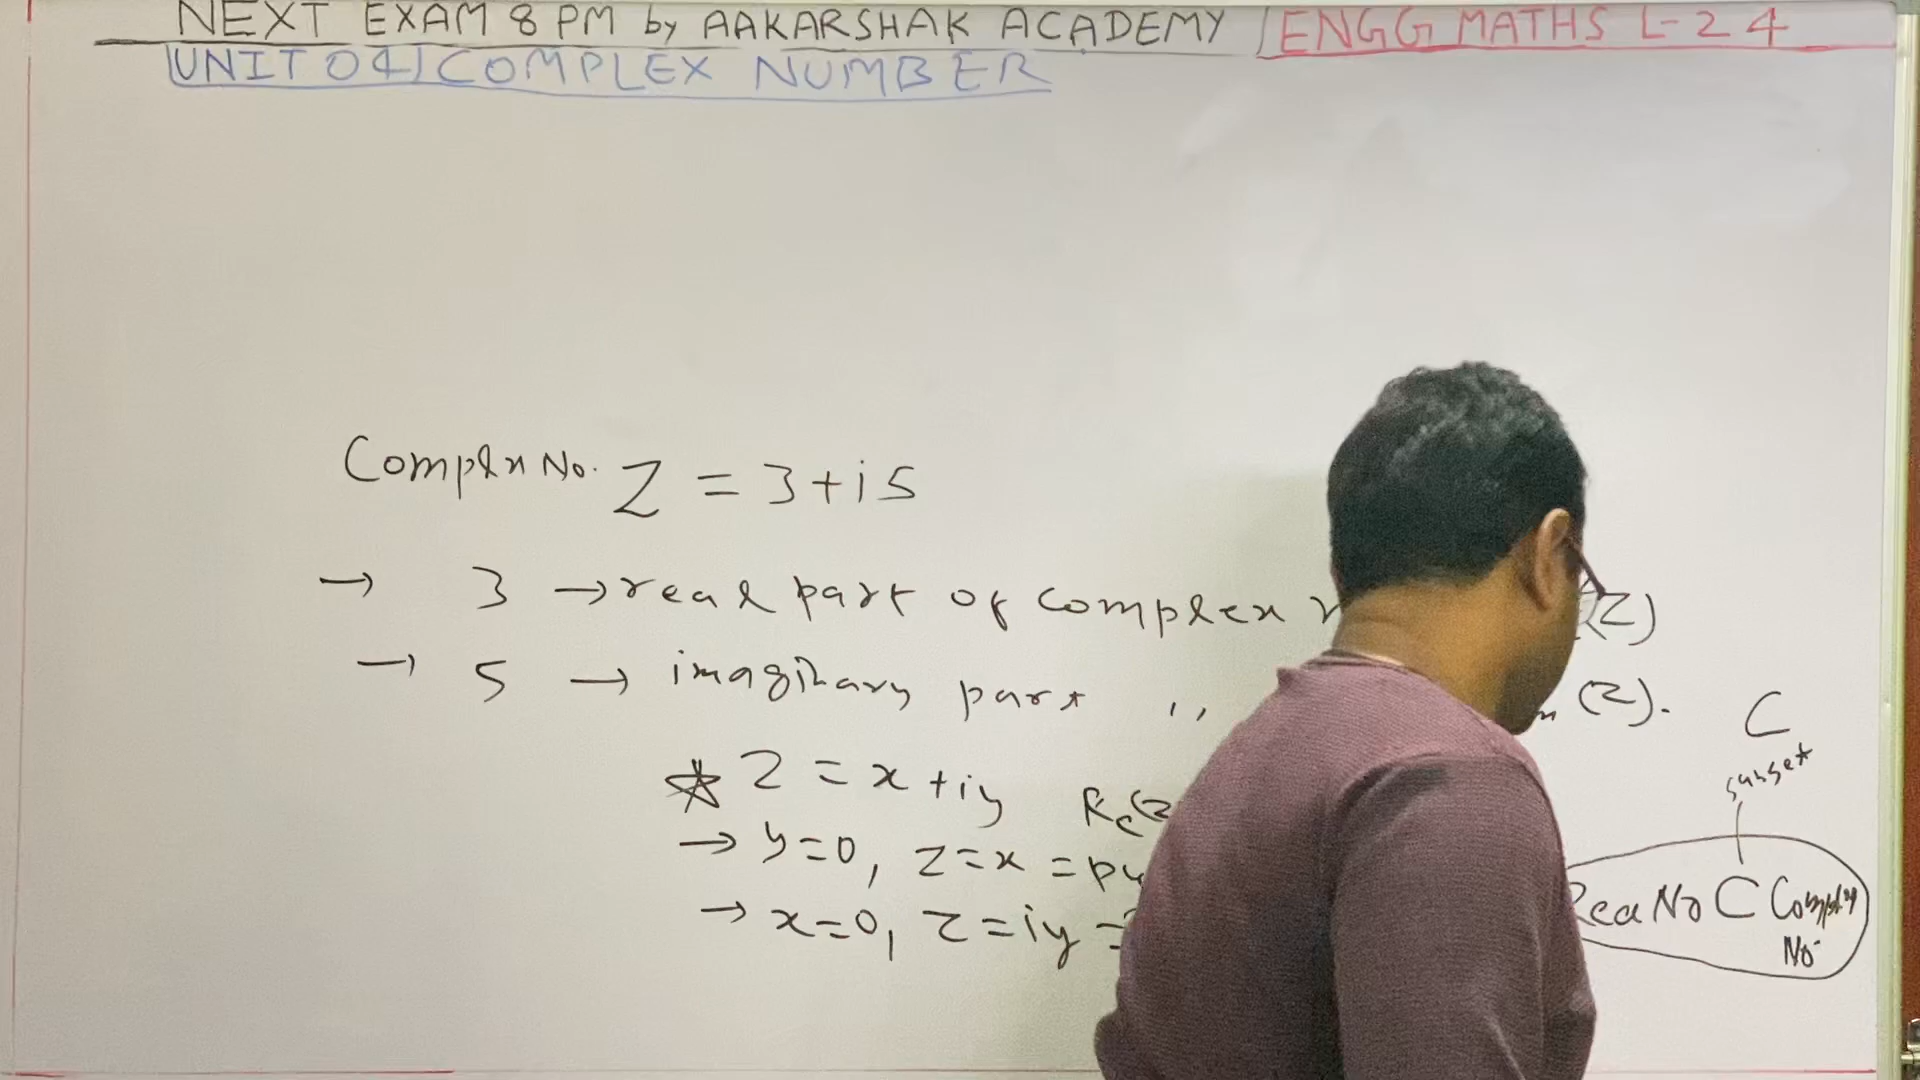 NEXT EXAM 8 PM by AAKARSHAK ACADEMY | ENGG MATHS L-24
UNIT 04 | COMPLEX NUMBER
Complex No. Z = 3+i5
→ 3 → real part of complex (Z)
→ 5 → imaginary part ,, (Z).
C
subset
☆ Z = x+iy Re(z
→ y=0, Z=x = pu
→ x=0, Z=iy =
Rea No C Complex
No.